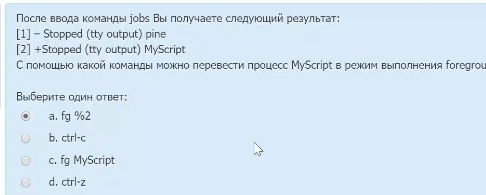 После ввода команды jobs Вы получаете следующий результат:
[1] – Stopped (tty output) pine
[2] +Stopped (tty output) MyScript
С помощью какой команды можно перевести процесс MyScript в режим выполнения foregrou
Выберите один ответ:
a. fg %2
b. ctrl-c
c. fg MyScript
d. ctrl-z